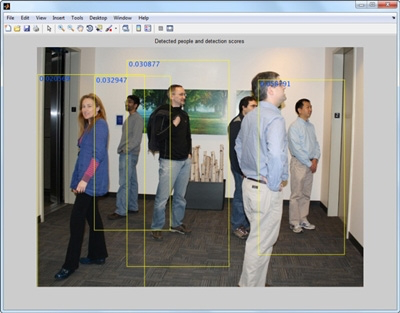 File Edit View Insert Tools Desktop Window Help
Detected people and detection scores
0.030877
0.032947